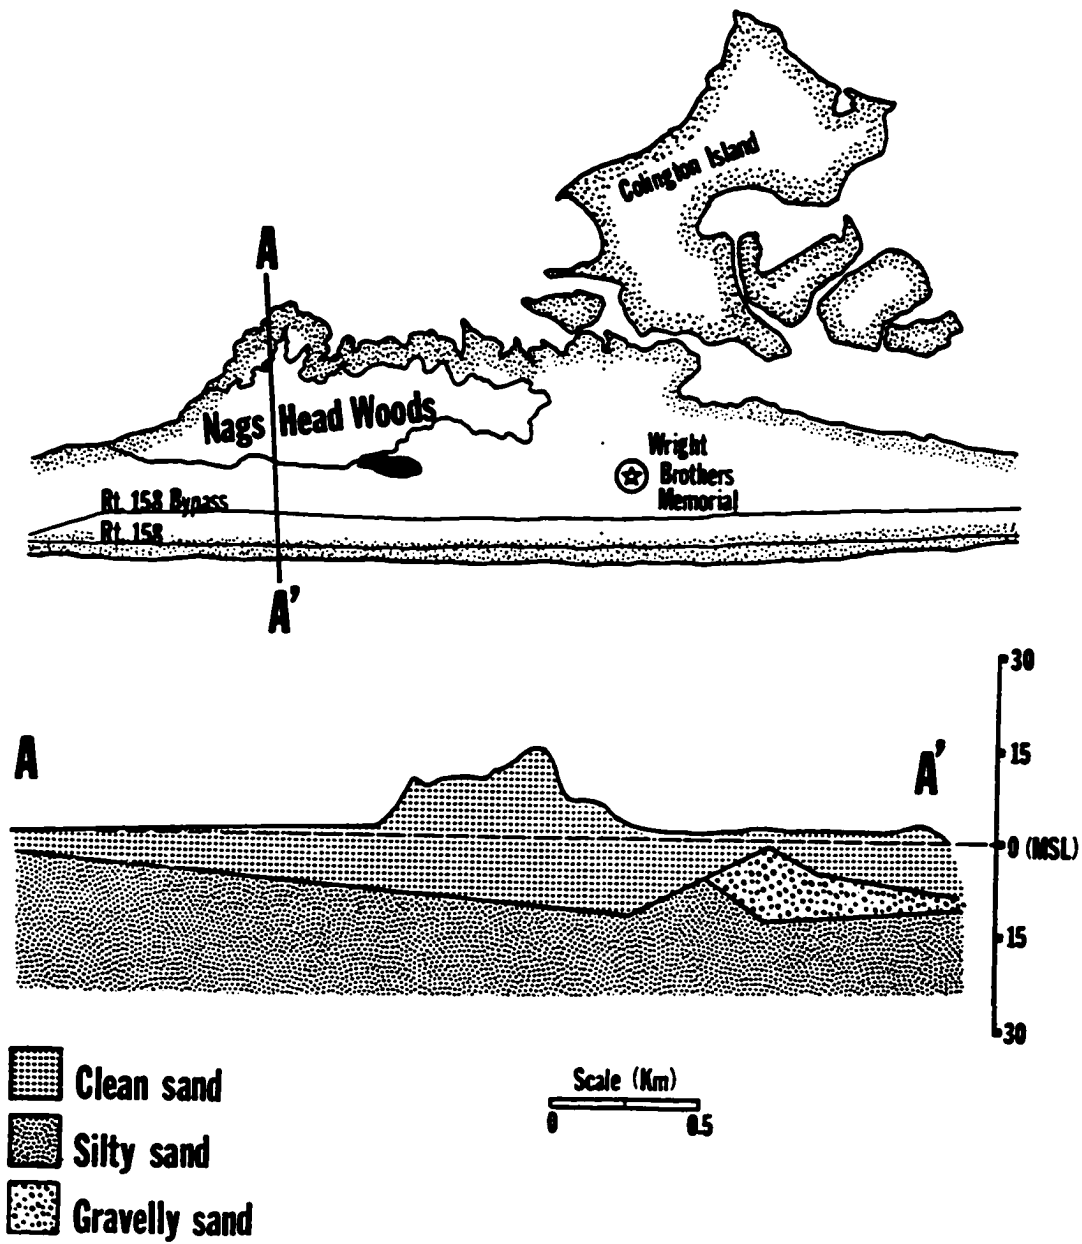 Colington Island
A
Nags Head Woods
Wright
Brothers
Memorial
Rt. 158 Bypass
Rt. 158
A'
30
A
15
A'
0 (MSL)
15
30
Clean sand
Scale (Km)
0 0.5
Silty sand
Gravelly sand